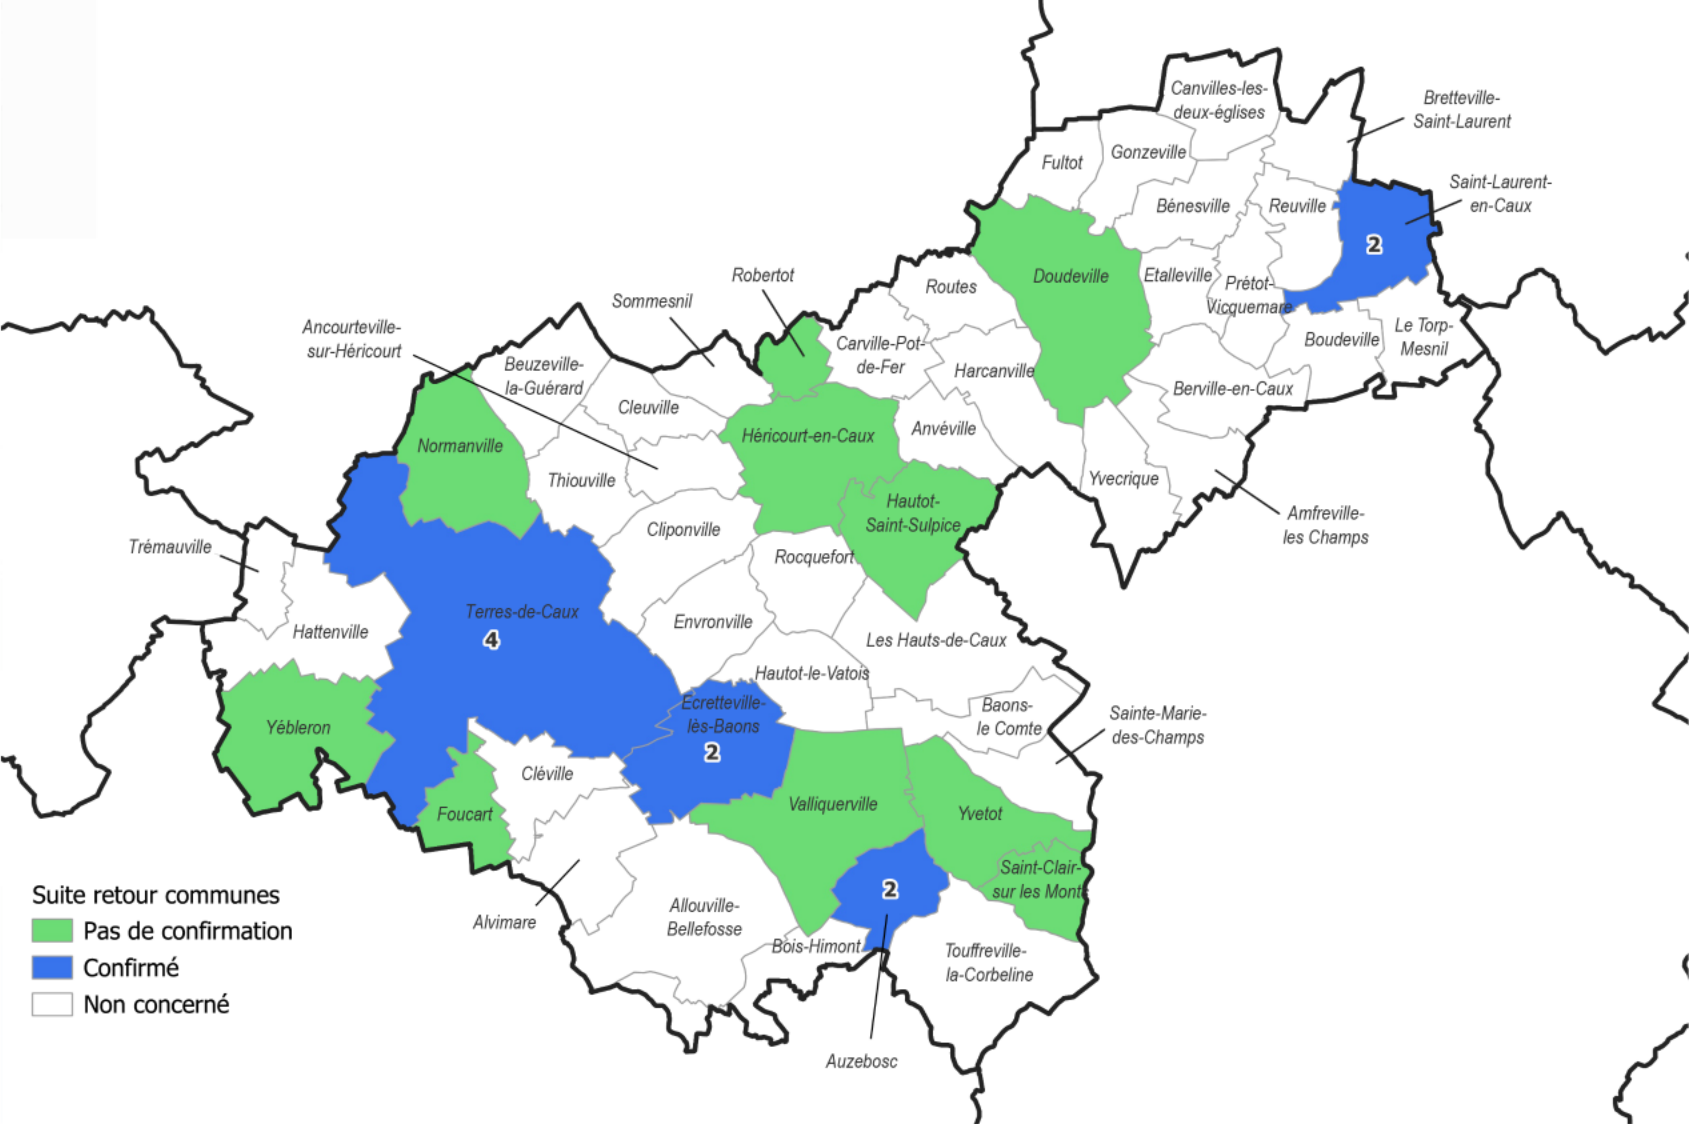 Canvilles-les-
deux-églises
Bretteville-
Saint-Laurent
Fultot
Gonzeville
Saint-Laurent-
en-Caux
Bénesville
Reuville
2
Robertot
Doudeville
Etalleville
Routes
Prétot-
Vicquemare
Sommesnil
Ancourteville-
sur-Héricourt
Carville-Pot-
de-Fer
Boudeville
Le Torp-
Mesnil
Beuzeville-
la-Guérard
Harcanville
Berville-en-Caux
Cleuville
Héricourt-en-Caux
Anvéville
Normanville
Thiouville
Yvecrique
Hautot-
Saint-Sulpice
Amfreville-
les Champs
Cliponville
Trémauville
Rocquefort
Terres-de-Caux
4
Hattenville
Envronville
Les Hauts-de-Caux
Hautot-le-Vatois
Ecretteville-
lès-Baons
2
Baons-
le Comte
Sainte-Marie-
des-Champs
Yébleron
Cléville
Valliquerville
Foucart
Yvetot
Saint-Clair-
sur les Monts
2
Suite retour communes
Pas de confirmation
Confirmé
Non concerné
Alvimare
Allouville-
Bellefosse
Bois-Himont
Touffreville-
la-Corbeline
Auzebosc